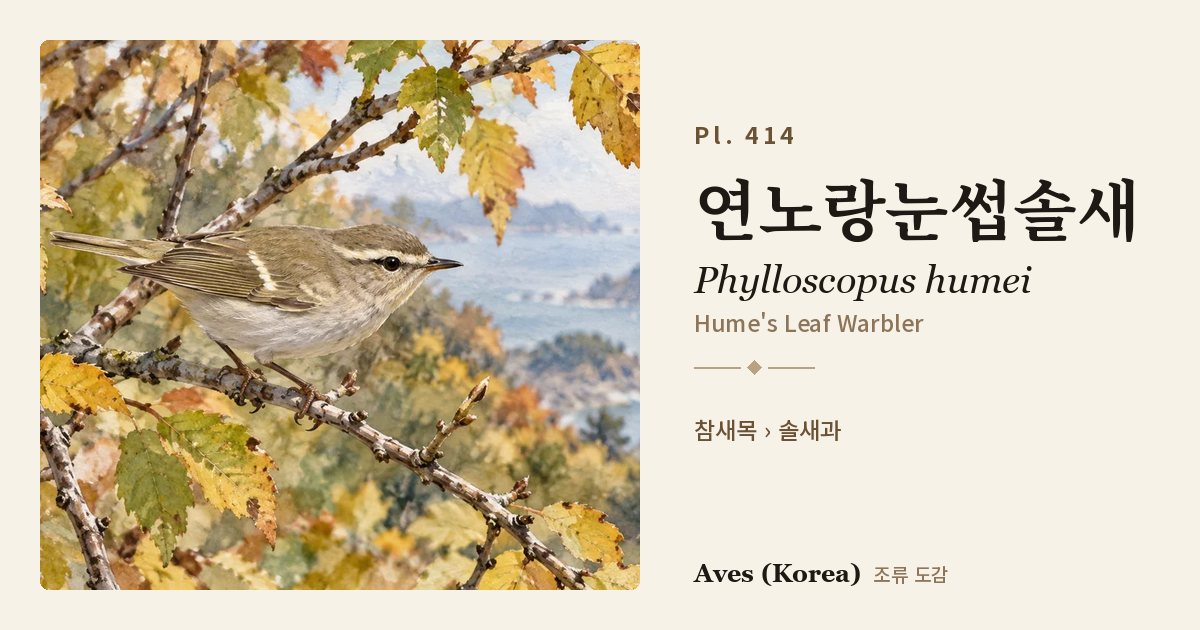 Pl. 414
연노랑눈썹솔새
Phylloscopus humei
Hume's Leaf Warbler
참새목 › 솔새과
Aves (Korea) 조류 도감